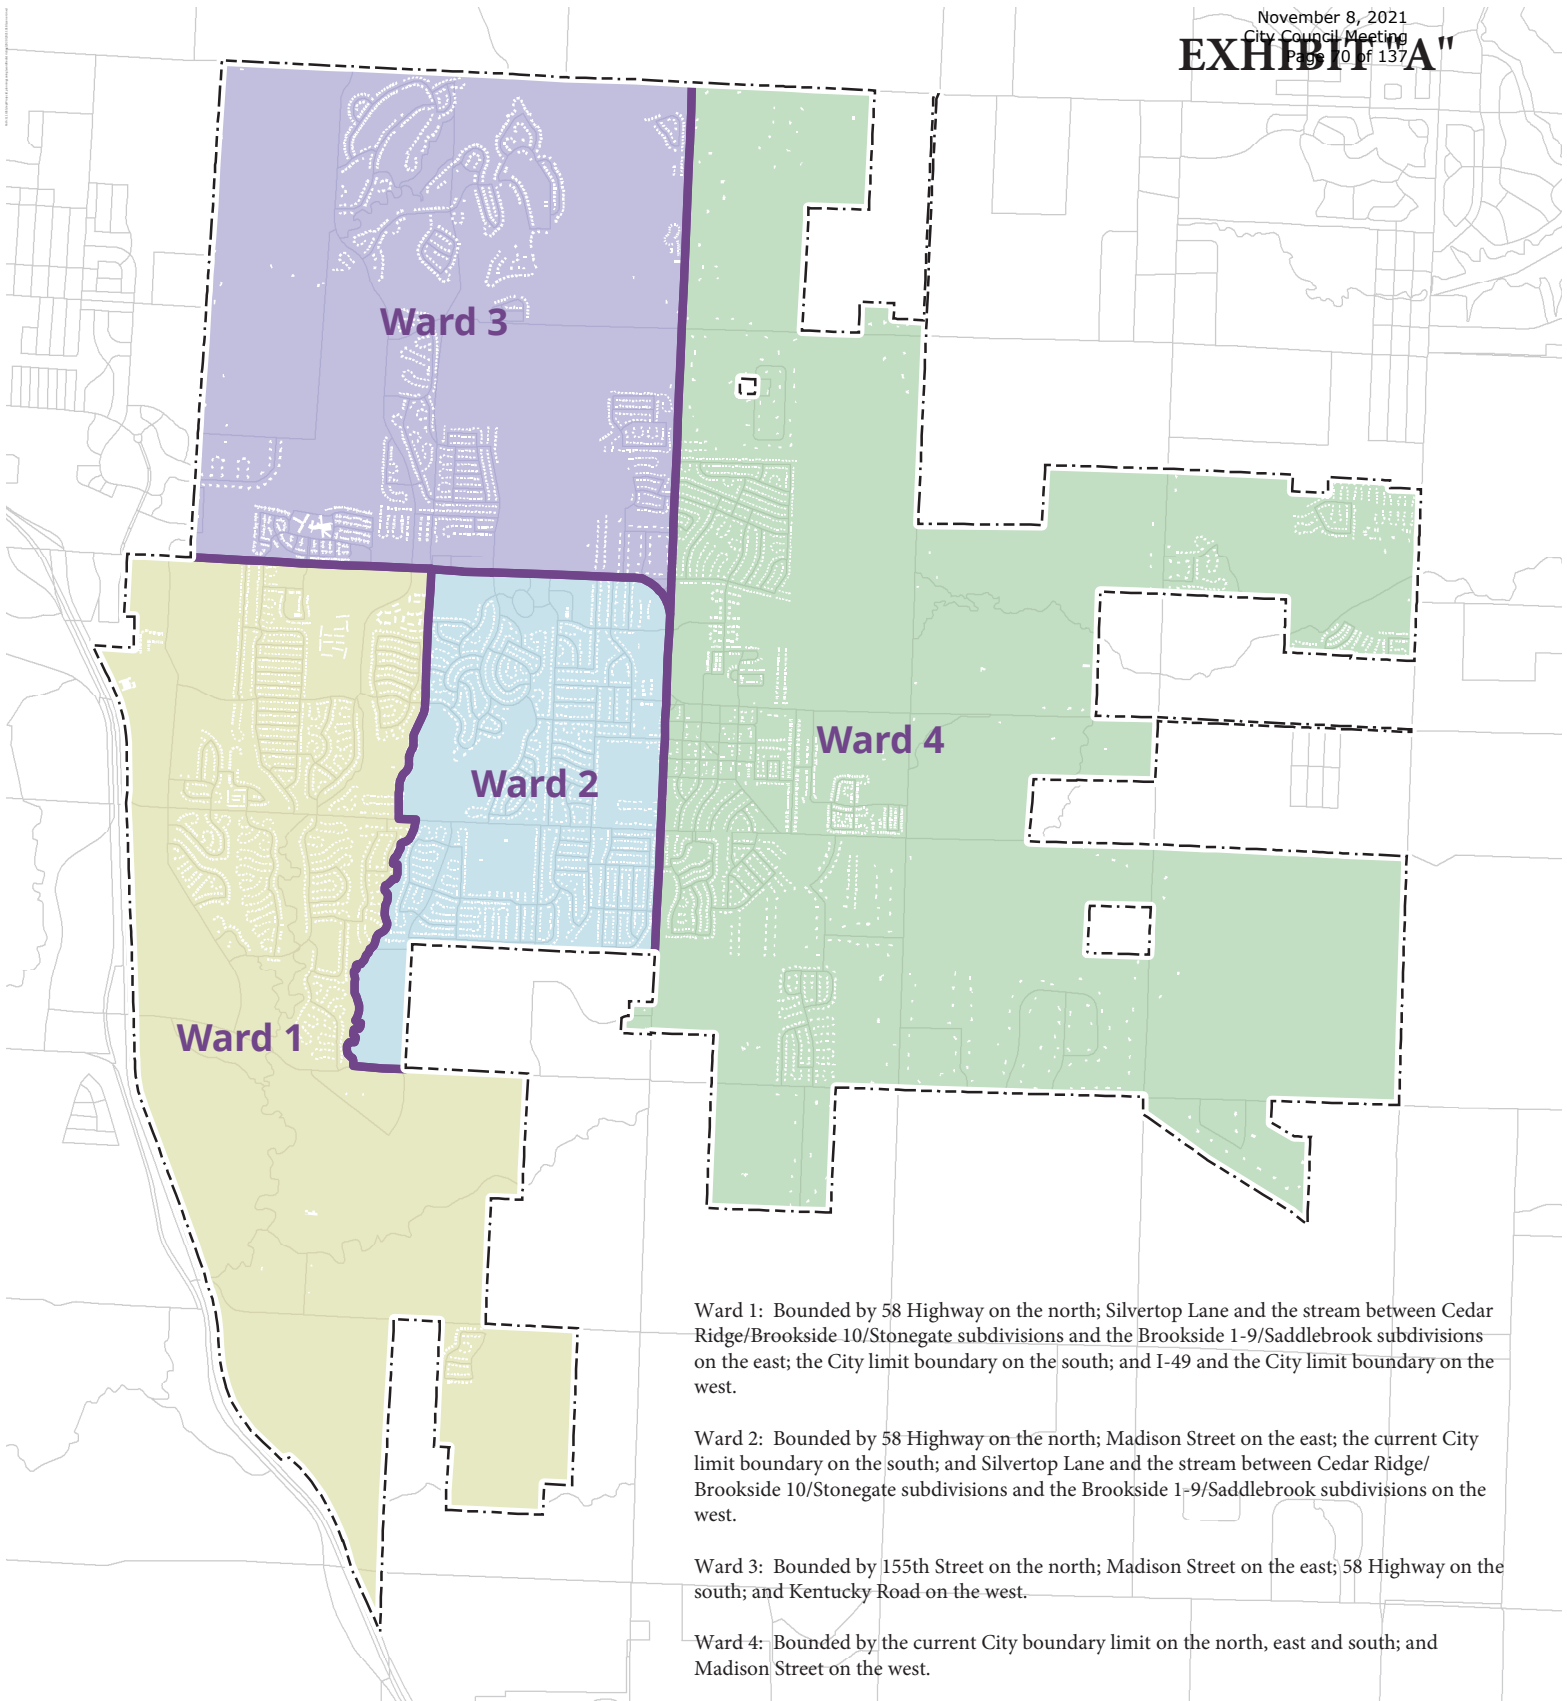 November 8, 2021
City Council Meeting
Page 70 of 137
EXHIBIT "A"
Ward 3
Ward 4
Ward 2
Ward 1
Ward 1:  Bounded by 58 Highway on the north; Silvertop Lane and the stream between Cedar
Ridge/Brookside 10/Stonegate subdivisions and the Brookside 1-9/Saddlebrook subdivisions
on the east; the City limit boundary on the south; and I-49 and the City limit boundary on the
west.
Ward 2:  Bounded by 58 Highway on the north; Madison Street on the east; the current City
limit boundary on the south; and Silvertop Lane and the stream between Cedar Ridge/
Brookside 10/Stonegate subdivisions and the Brookside 1-9/Saddlebrook subdivisions on the
west.
Ward 3:  Bounded by 155th Street on the north; Madison Street on the east; 58 Highway on the
south; and Kentucky Road on the west.
Ward 4:  Bounded by the current City boundary limit on the north, east and south; and
Madison Street on the west.